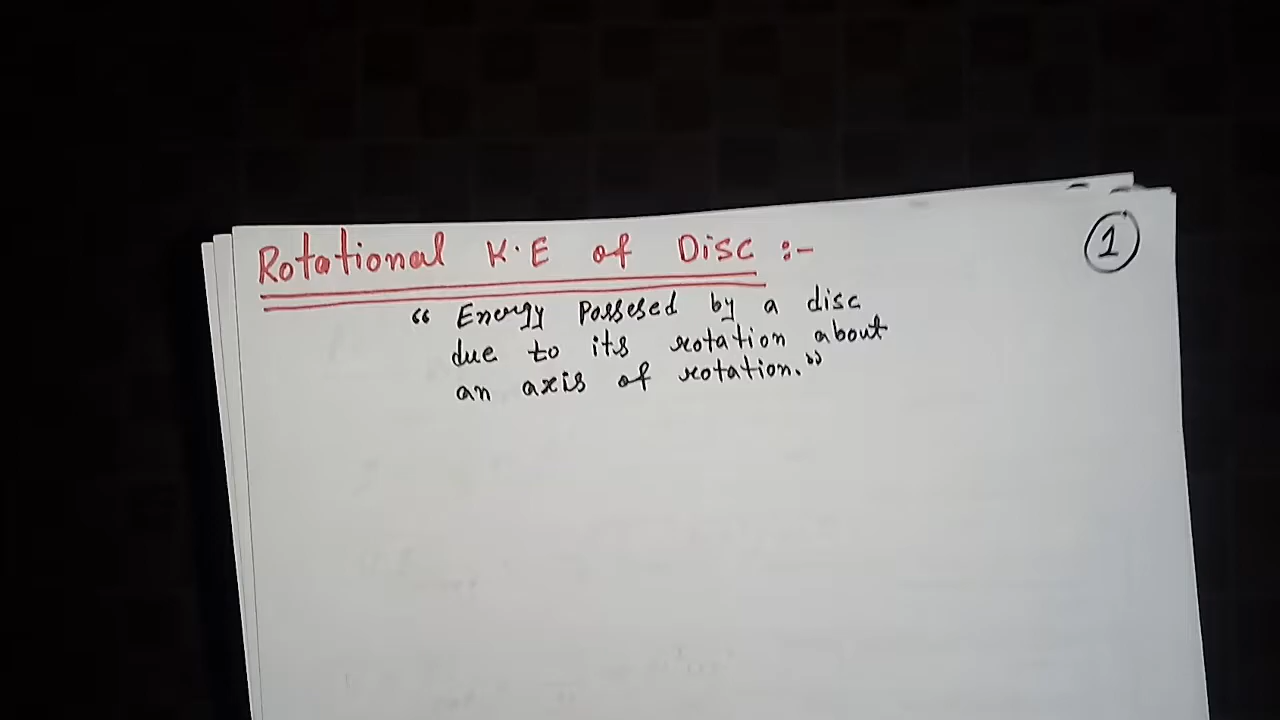 Rotational K.E of Disc :-
1
“ Energy Possesed by a disc
due to its rotation about
an axis of rotation.”